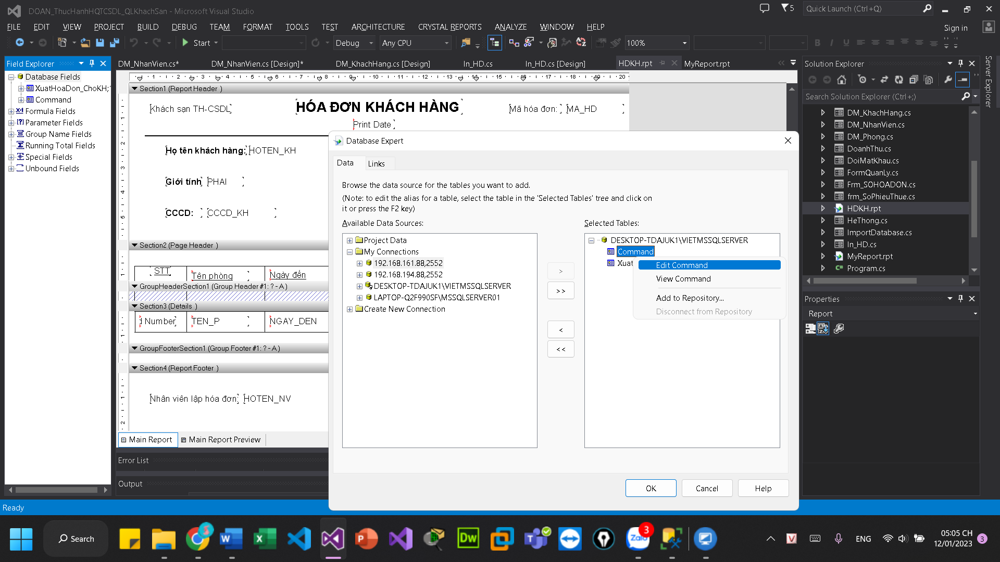 DOAN_ThucHanhHQTCSDL_QLKhachSan - Microsoft Visual Studio
5
Quick Launch (Ctrl+Q)
FILE EDIT VIEW PROJECT BUILD DEBUG TEAM FORMAT TOOLS TEST ARCHITECTURE CRYSTAL REPORTS ANALYZE WINDOW HELP
Sign in
Start Debug Any CPU 100%
Field Explorer
Database Fields
XuatHoaDon_ChoKH;1
Command
Formula Fields
Parameter Fields
Group Name Fields
Running Total Fields
Special Fields
Unbound Fields
DM_NhanVien.cs* DM_NhanVien.cs [Design]* DM_KhachHang.cs [Design] In_HD.cs In_HD.cs [Design] HDKH.rpt MyReport.rpt
Section1 (Report Header )
Khách sạn TH-CSDL
HÓA ĐƠN KHÁCH HÀNG
Mã hóa đơn: MA_HD
Print Date
Họ tên khách hàng: HOTEN_KH
Giới tính PHAI
CCCD: CCCD_KH
Section2 (Page Header )
STT Tên phòng Ngày đến
GroupHeaderSection1 (Group Header #1: ? - A )
Section3 (Details )
Number TEN_P NGAY_DEN
GroupFooterSection1 (Group Footer #1: ? - A )
Section4 (Report Footer )
Nhân viên lập hóa đơn: HOTEN_NV
Main Report Main Report Preview
Error List
Output
Ready
Database Expert
Data Links
Browse the data source for the tables you want to add.
(Note: to edit the alias for a table, select the table in the 'Selected Tables' tree and click on
it or press the F2 key)
Available Data Sources:
Project Data
My Connections
192.168.161.88,2552
192.168.194.88,2552
DESKTOP-TDAJUK1\VIETMSSQLSERVER
LAPTOP-Q2F990SF\MSSQLSERVER01
Create New Connection
>
>>
<
<<
Selected Tables:
DESKTOP-TDAJUK1\VIETMSSQLSERVER
Command
Xuat
Edit Command
View Command
Add to Repository...
Disconnect from Repository
OK Cancel Help
Solution Explorer
Search Solution Explorer (Ctrl+;)
DM_KhachHang.cs
DM_NhanVien.cs
DM_Phong.cs
DoanhThu.cs
DoiMatKhau.cs
FormQuanLy.cs
Frm_SOHOADON.cs
frm_SoPhieuThue.cs
HDKH.rpt
HeThong.cs
ImportDatabase.cs
In_HD.cs
MyReport.rpt
Program.cs
Properties
Report
Server Explorer
Search
Zalo 3
ENG
05:05 CH
12/01/2023
3